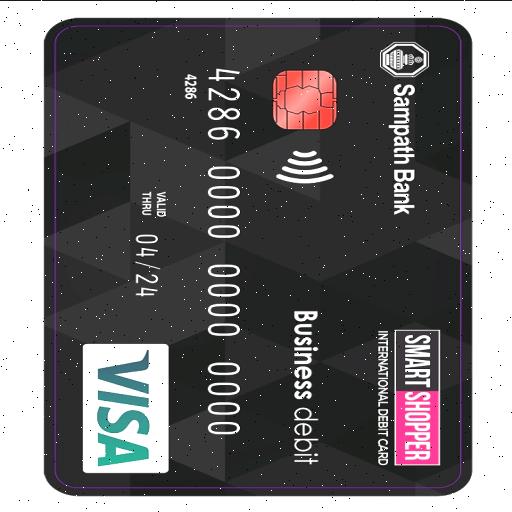 Sampath Bank
SMART SHOPPER
INTERNATIONAL DEBIT CARD
Business debit
4286 0000 0000 0000
4286
VALID
THRU 04/24
VISA